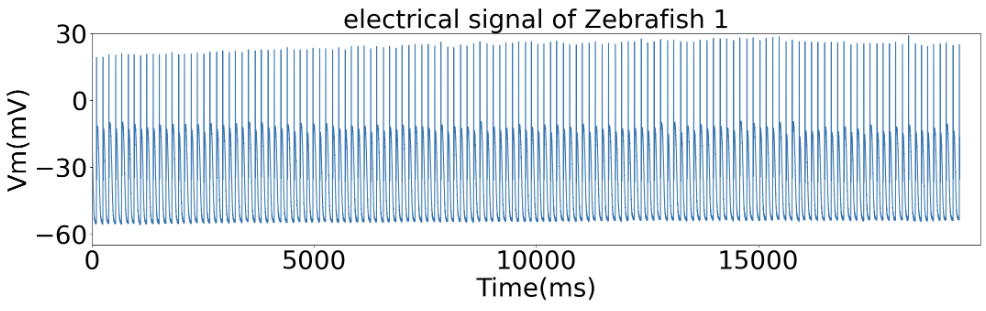 electrical signal of Zebrafish 1
Vm(mV)
30
0
−30
−60
0 5000 10000 15000
Time(ms)